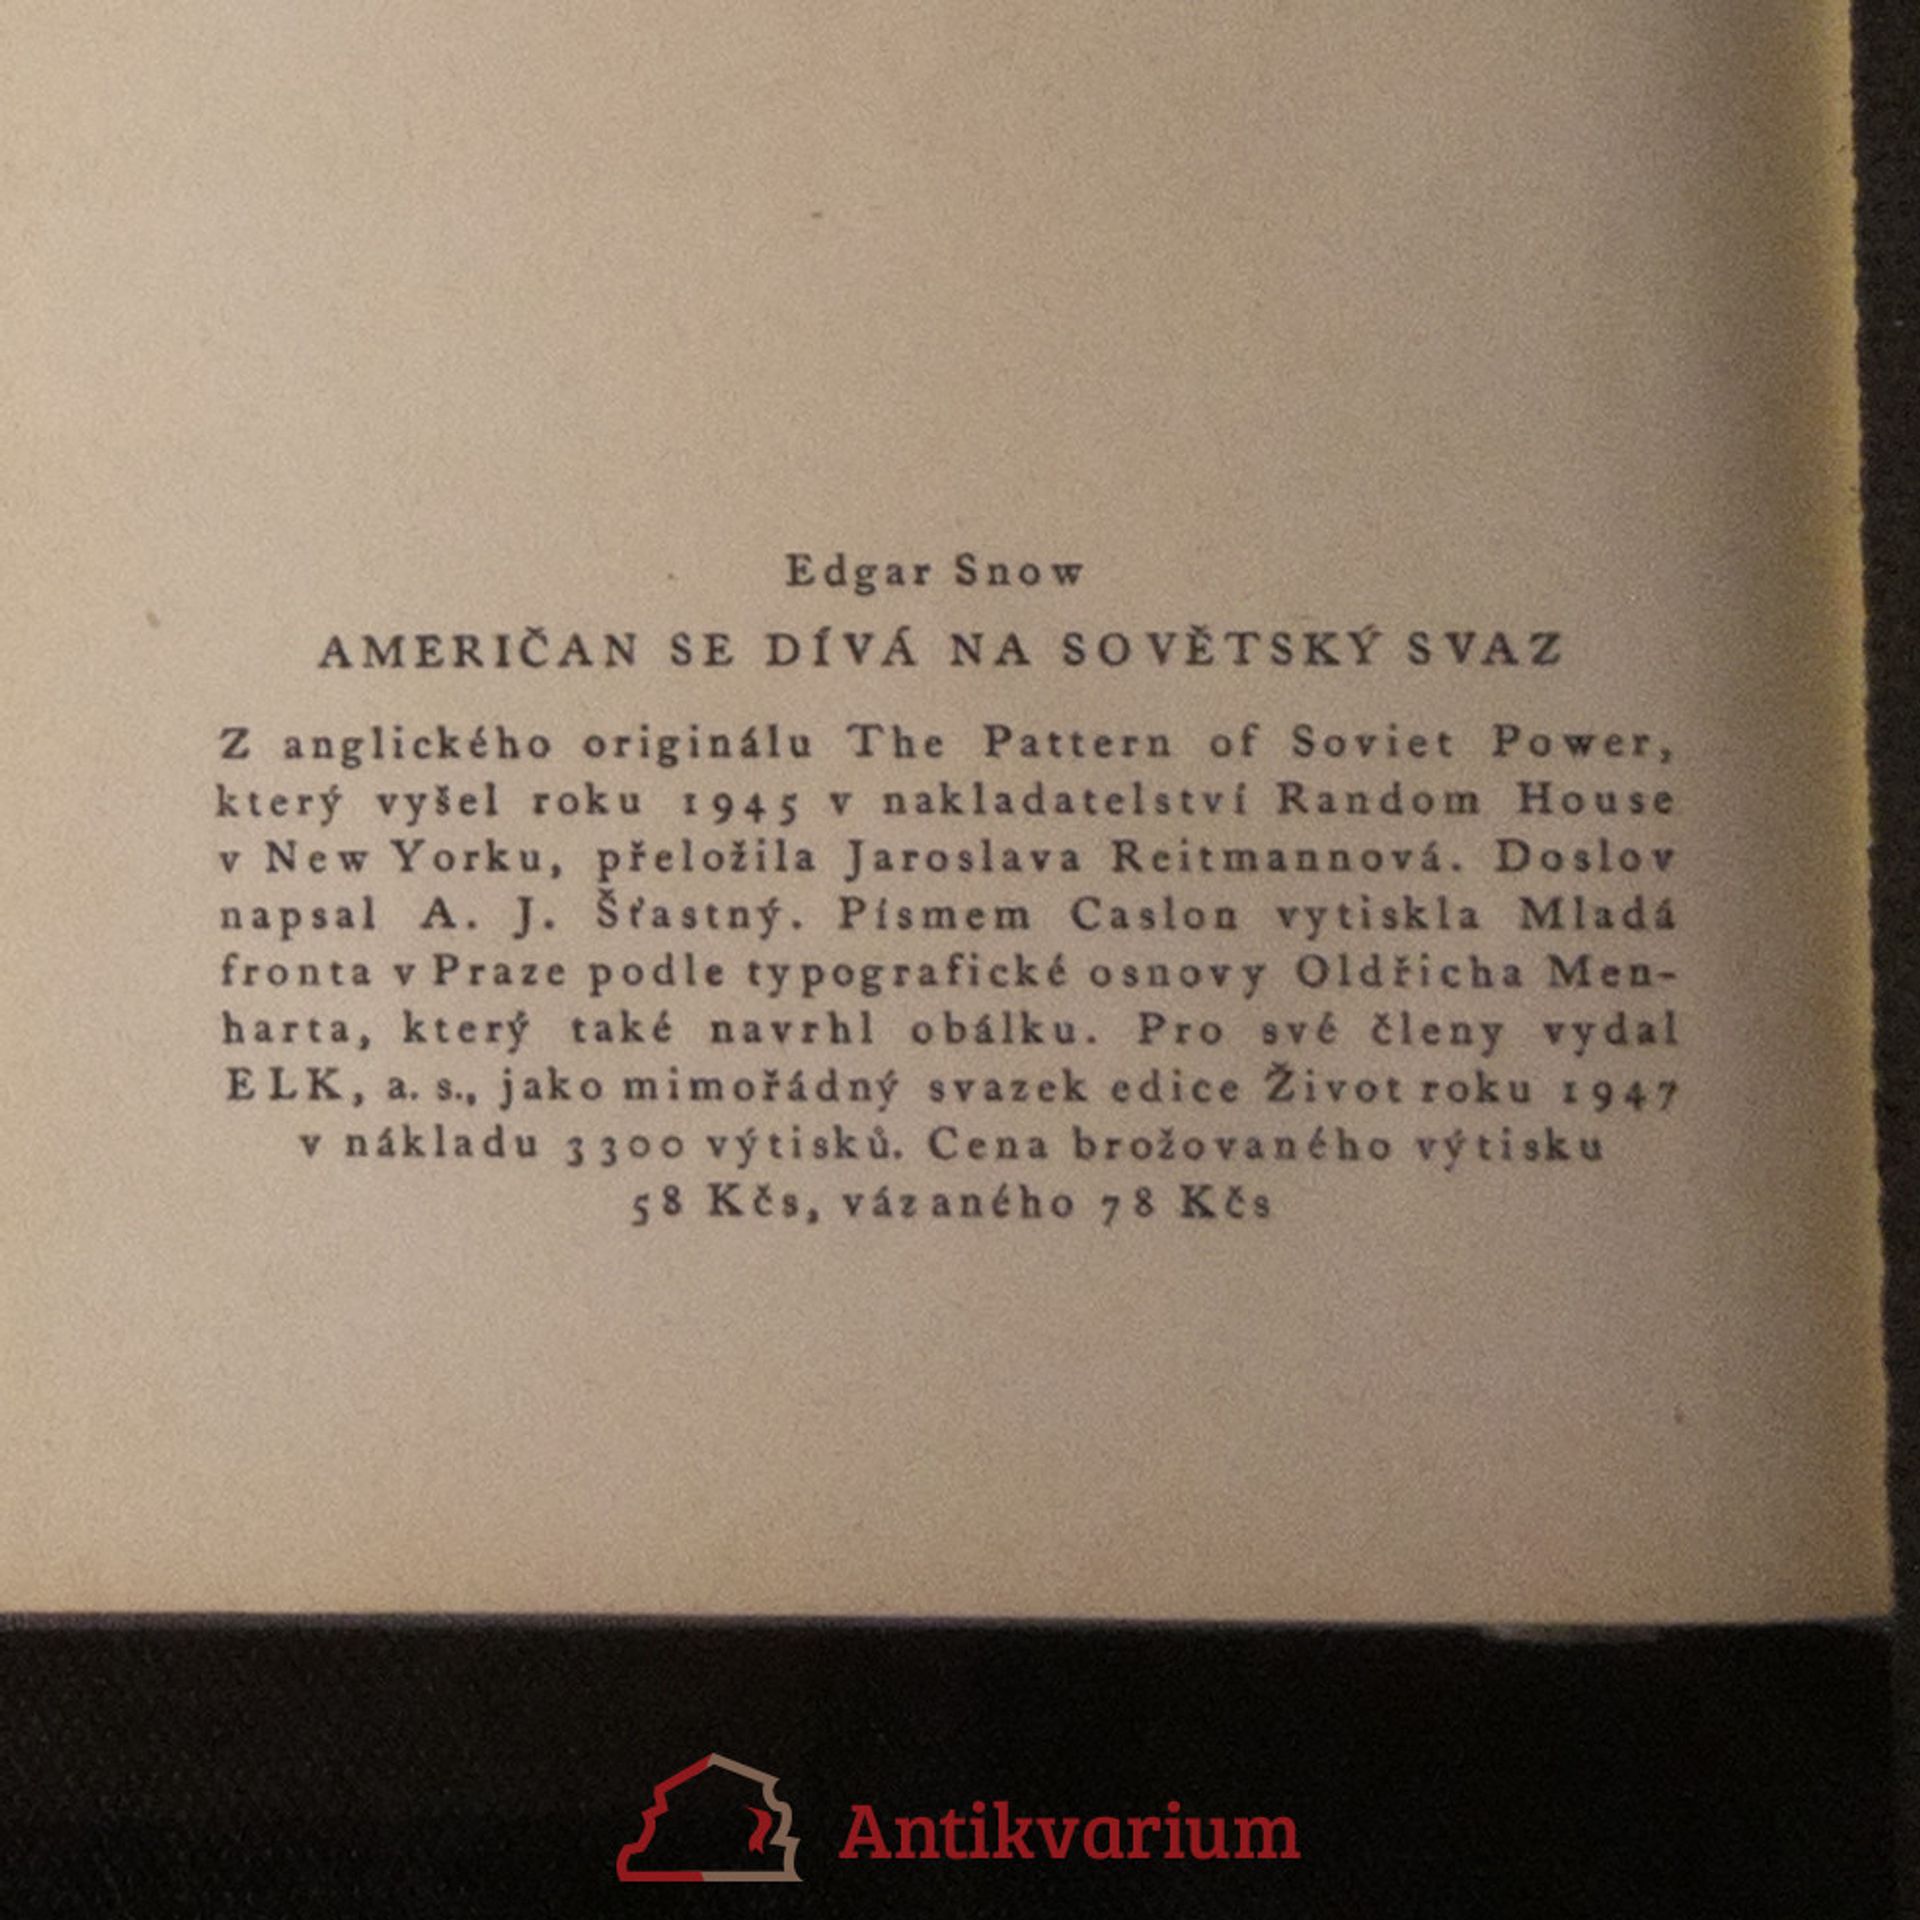 Edgar Snow
AMERIČAN SE DÍVÁ NA SOVĚTSKÝ SVAZ
Z anglického originálu The Pattern of Soviet Power,
který vyšel roku 1945 v nakladatelství Random House
v New Yorku, přeložila Jaroslava Reitmannová. Doslov
napsal A. J. Šťastný. Písmem Caslon vytiskla Mladá
fronta v Praze podle typografické osnovy Oldřicha Men-
harta, který také navrhl obálku. Pro své členy vydal
ELK, a. s., jako mimořádný svazek edice Život roku 1947
v nákladu 3300 výtisků. Cena brožovaného výtisku
58 Kčs, vázaného 78 Kčs
Antikvarium